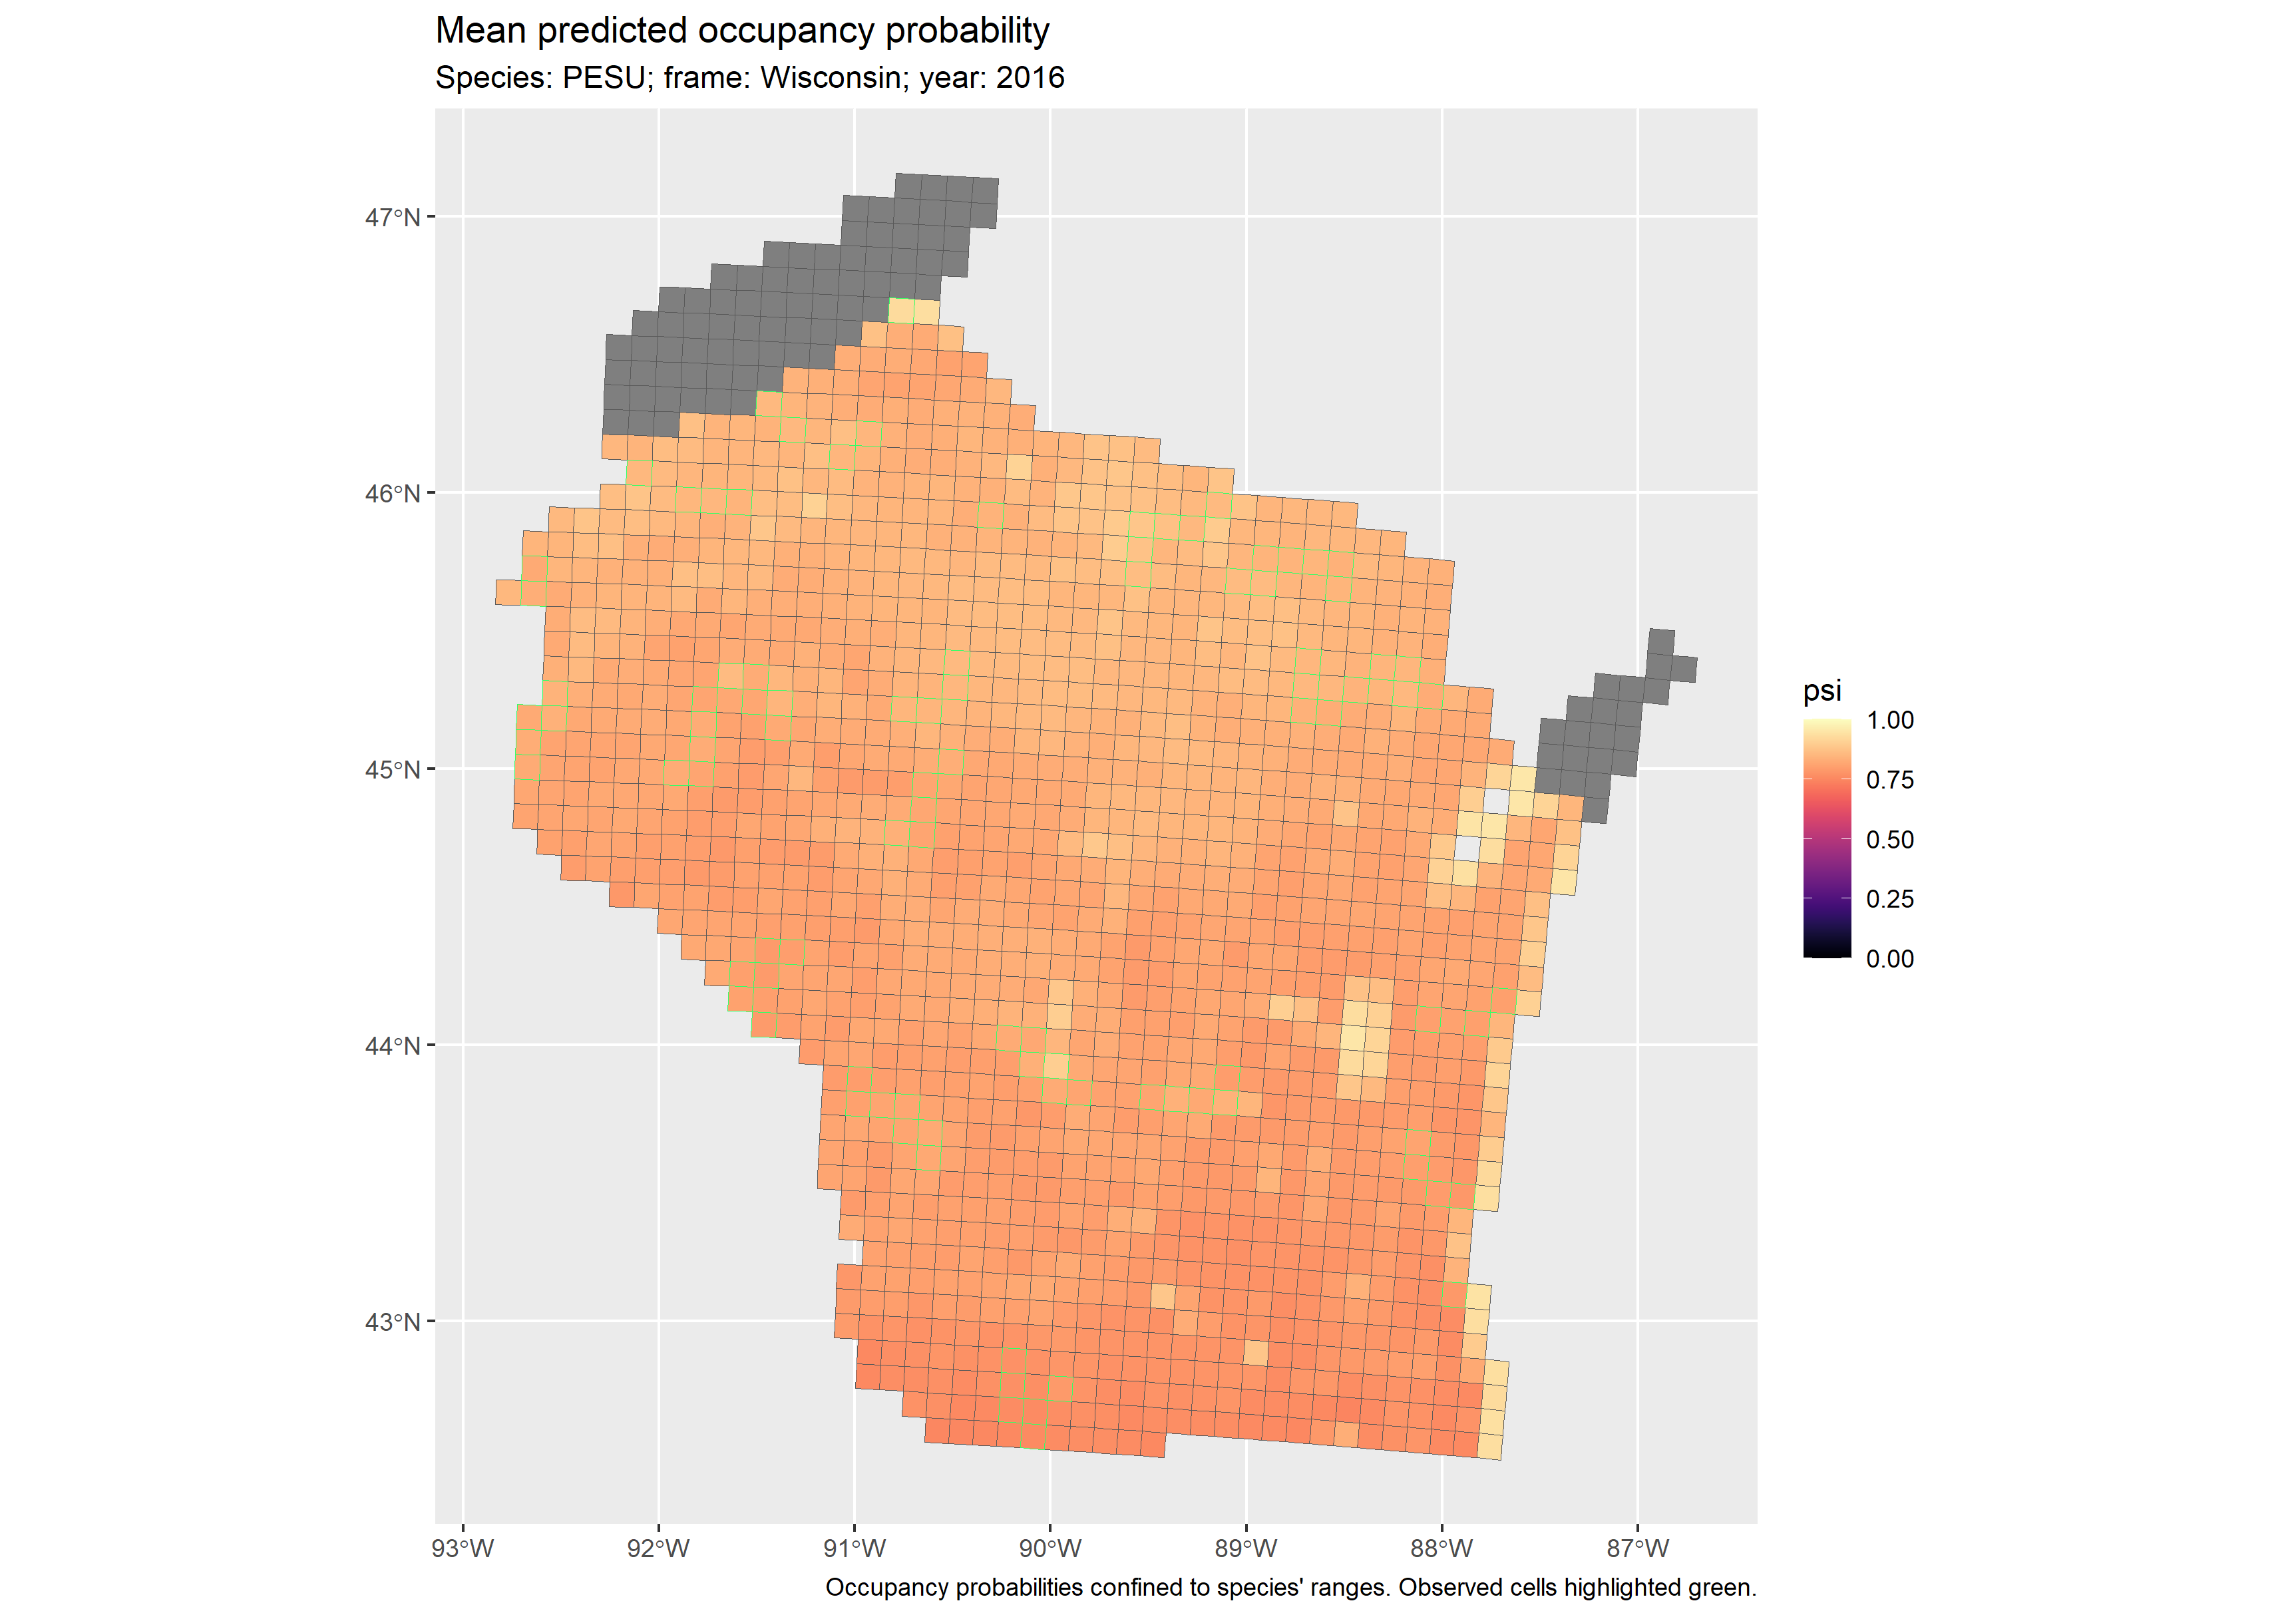 Mean predicted occupancy probability
Species: PESU; frame: Wisconsin; year: 2016
47°N
46°N
45°N
44°N
43°N
93°W
92°W
91°W
90°W
89°W
88°W
87°W
psi
1.00
0.75
0.50
0.25
0.00
Occupancy probabilities confined to species' ranges. Observed cells highlighted green.